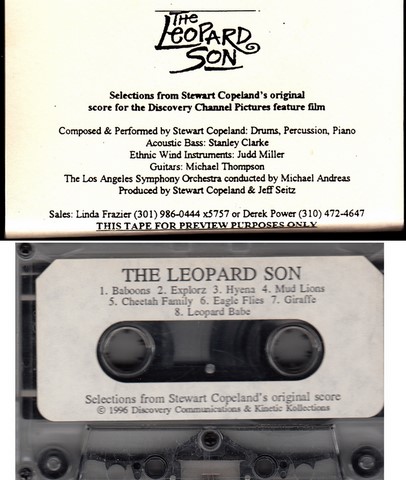 THE
LEOPARD
SON
Selections from Stewart Copeland's original
score for the Discovery Channel Pictures feature film
Composed & Performed by Stewart Copeland: Drums, Percussion, Piano
Acoustic Bass: Stanley Clarke
Ethnic Wind Instruments: Judd Miller
Guitars: Michael Thompson
The Los Angeles Symphony Orchestra conducted by Michael Andreas
Produced by Stewart Copeland & Jeff Seitz
Sales: Linda Frazier (301) 986-0444 x5757 or Derek Power (310) 472-4647
THIS TAPE FOR PREVIEW PURPOSES ONLY
THE LEOPARD SON
1. Baboons 2. Explorz 3. Hyena 4. Mud Lions
5. Cheetah Family 6. Eagle Flies 7. Giraffe
8. Leopard Babe
Selections from Stewart Copeland's original score
© 1996 Discovery Communications & Kinetic Kollections